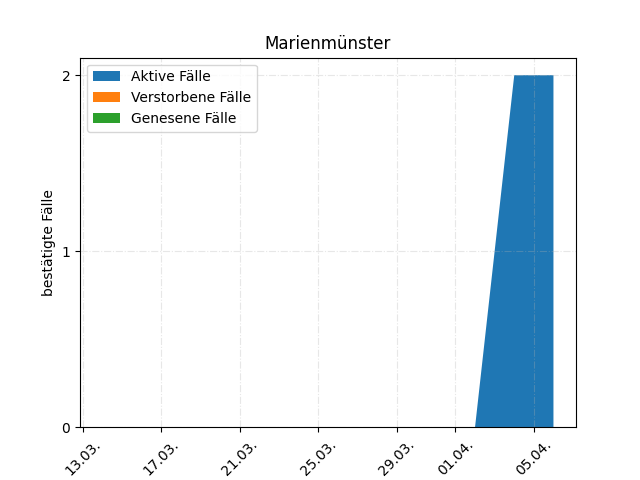 Marienmünster
Aktive Fälle
Verstorbene Fälle
Genesene Fälle
bestätigte Fälle
2
1
0
13.03.
17.03.
21.03.
25.03.
29.03.
01.04.
05.04.